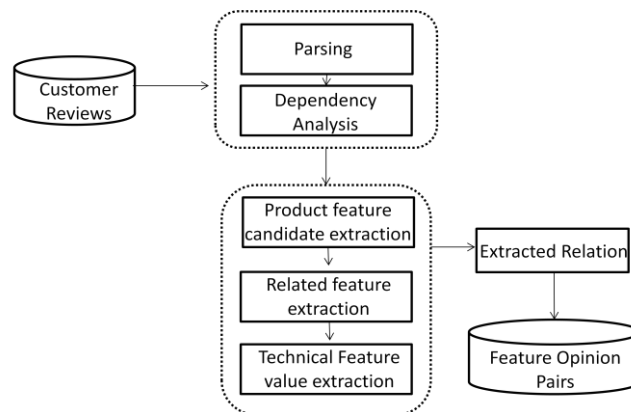 Parsing
Customer
Reviews
Dependency
Analysis
Product feature
candidate extraction
Extracted Relation
Related feature
extraction
Technical Feature
value extraction
Feature Opinion
Pairs